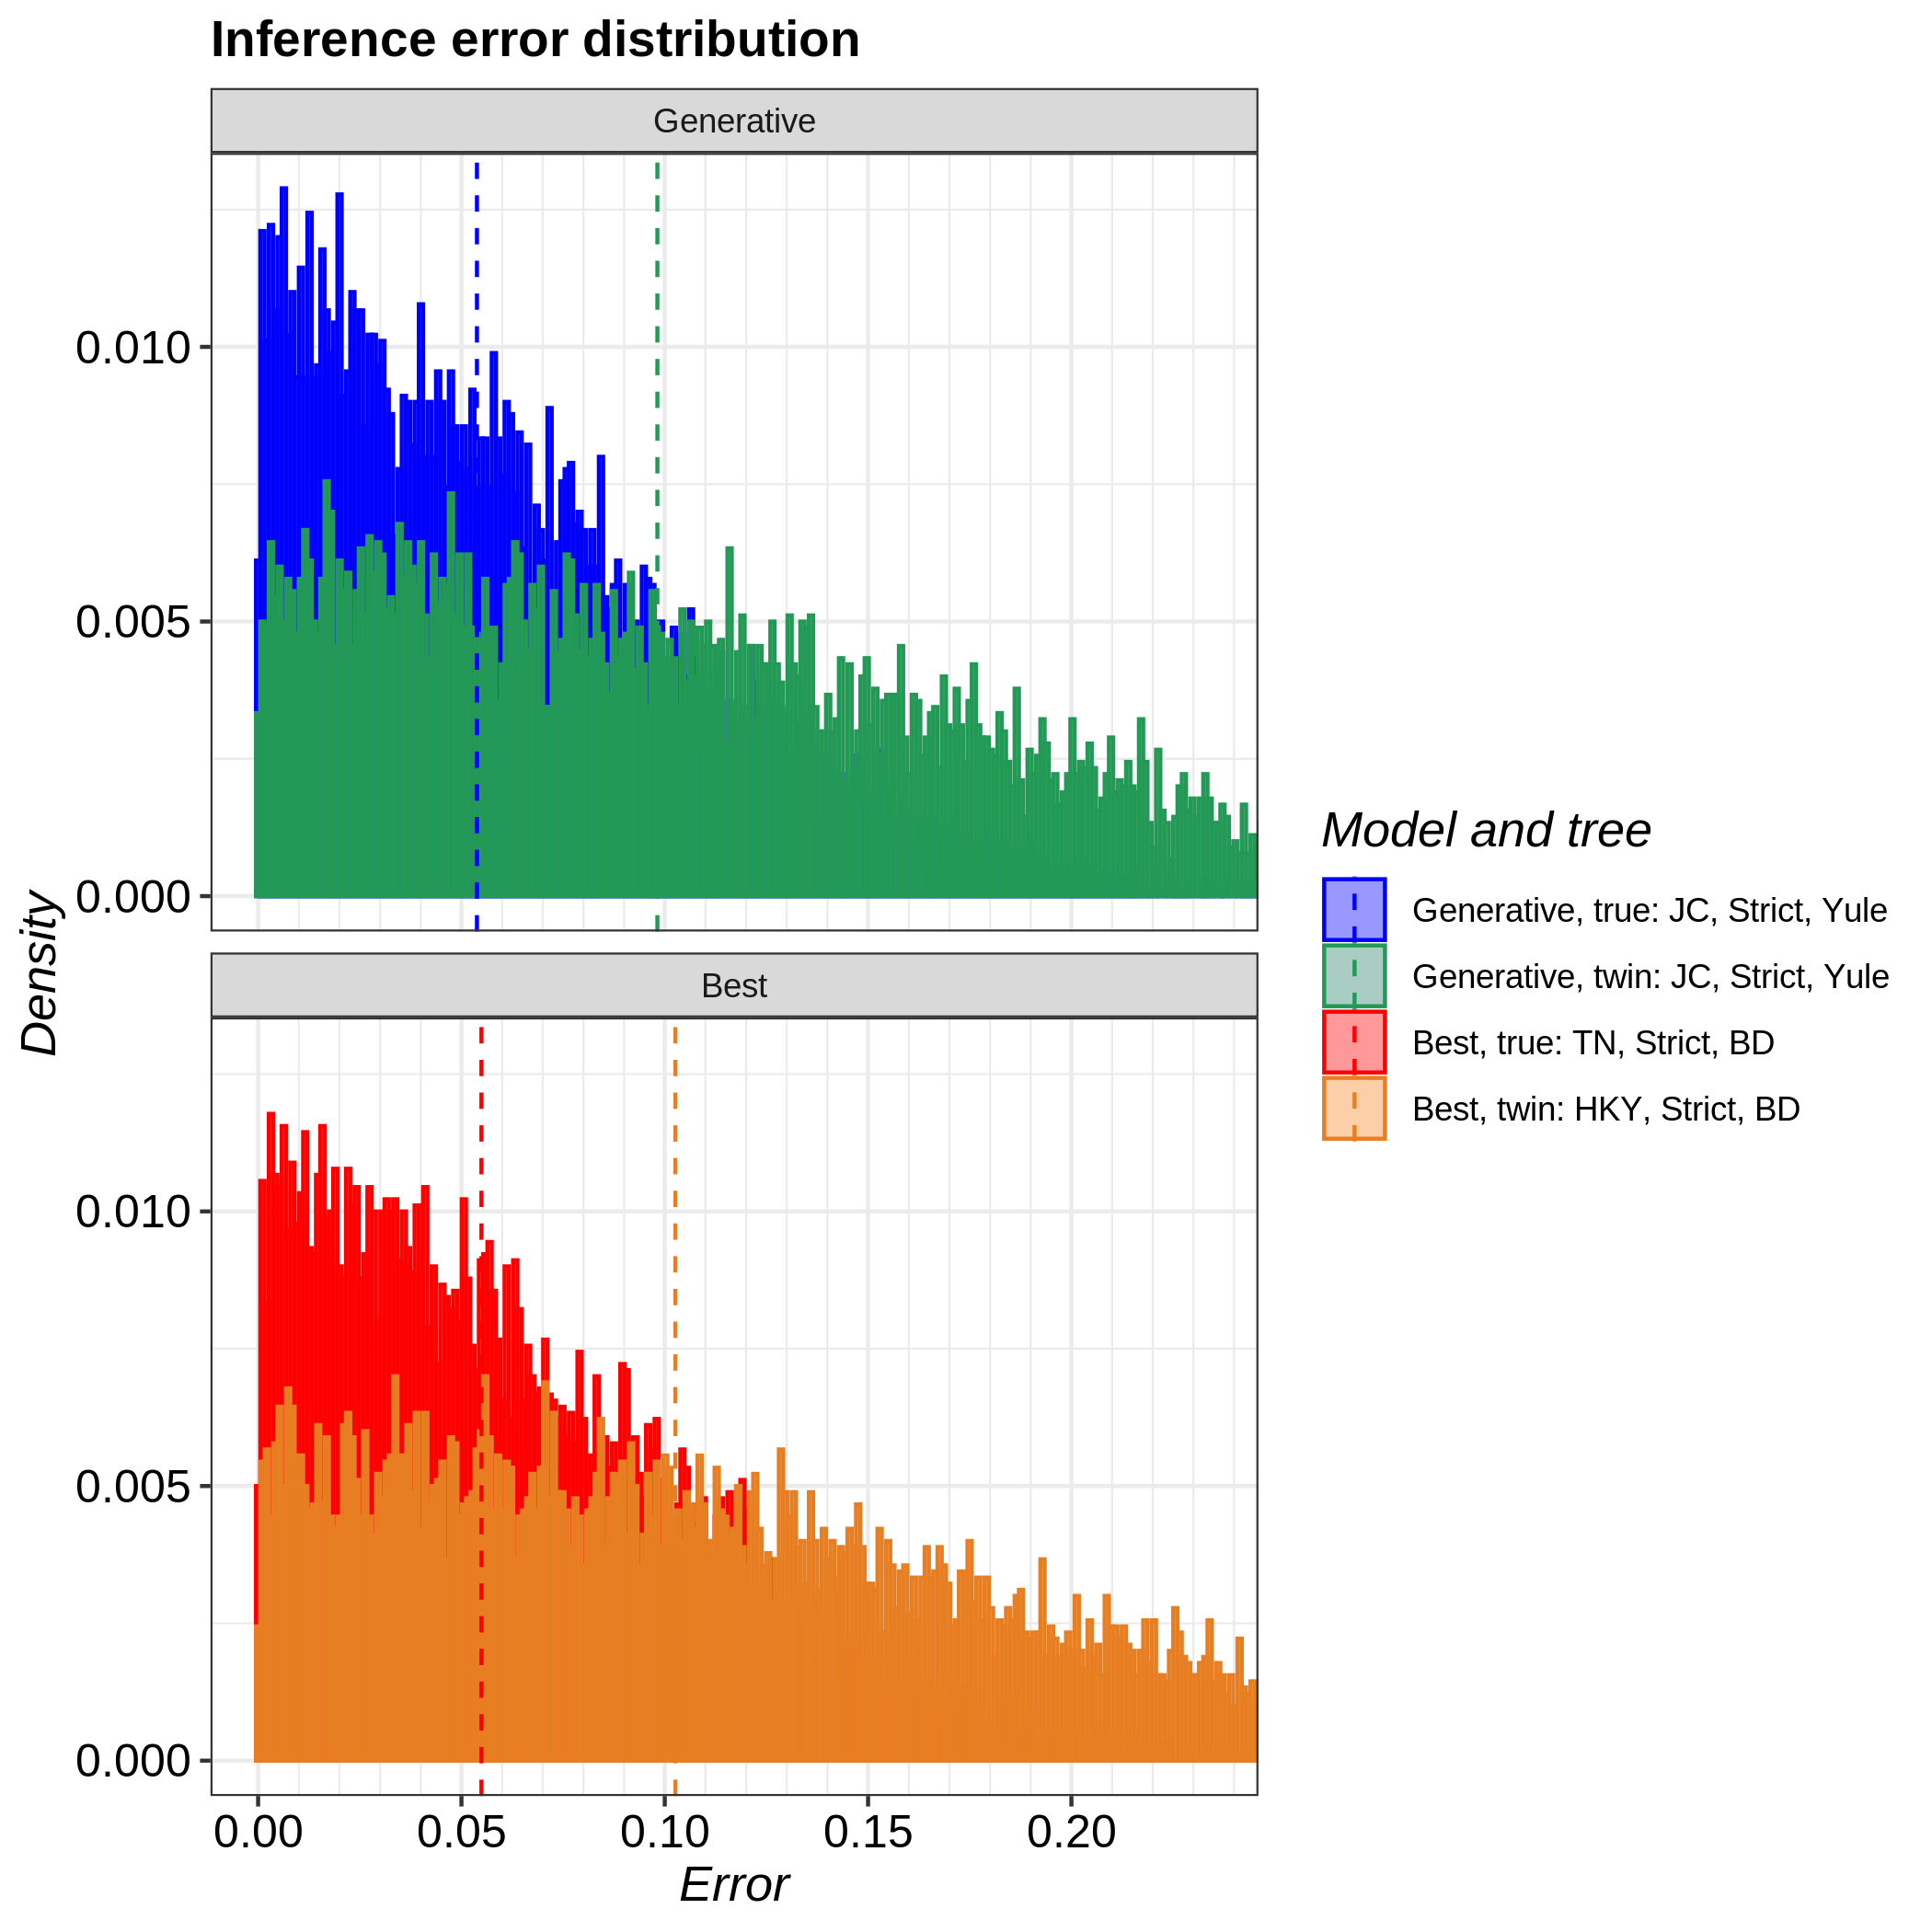 Inference error distribution
Generative
0.010
0.005
0.000
Best
0.010
0.005
0.000
0.00 0.05 0.10 0.15 0.20
Error
Density
Model and tree
Generative, true: JC, Strict, Yule
Generative, twin: JC, Strict, Yule
Best, true: TN, Strict, BD
Best, twin: HKY, Strict, BD